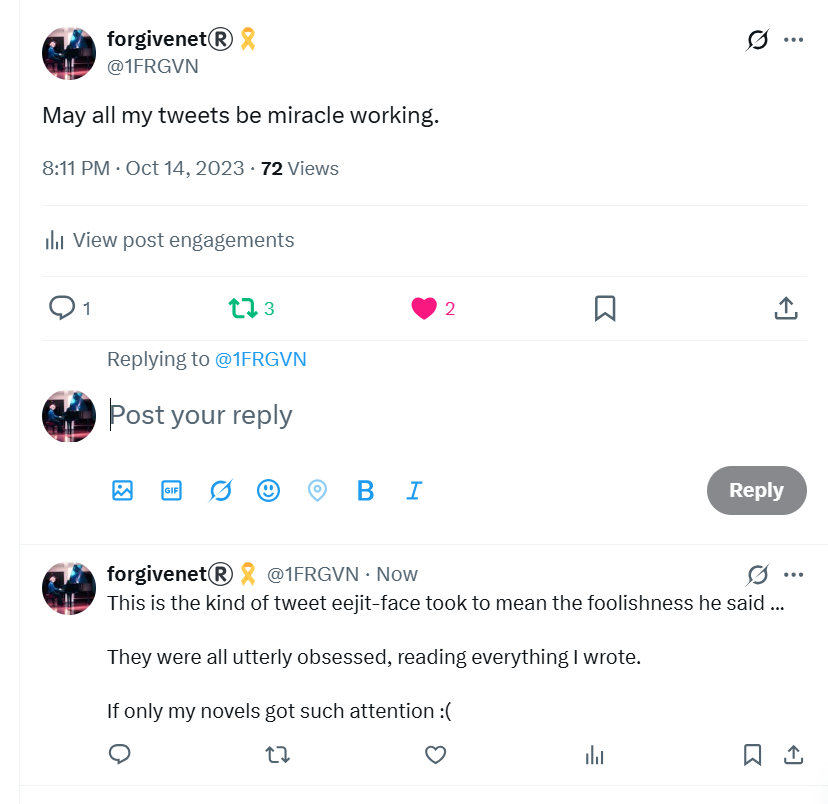 forgivenet®🎗
@1FRGVN
May all my tweets be miracle working.
8:11 PM · Oct 14, 2023 · 72 Views
View post engagements
1 3 2
Replying to @1FRGVN
Post your reply
GIF B I
Reply
forgivenet®🎗 @1FRGVN · Now
This is the kind of tweet eejit-face took to mean the foolishness he said ...
They were all utterly obsessed, reading everything I wrote.
If only my novels got such attention :(